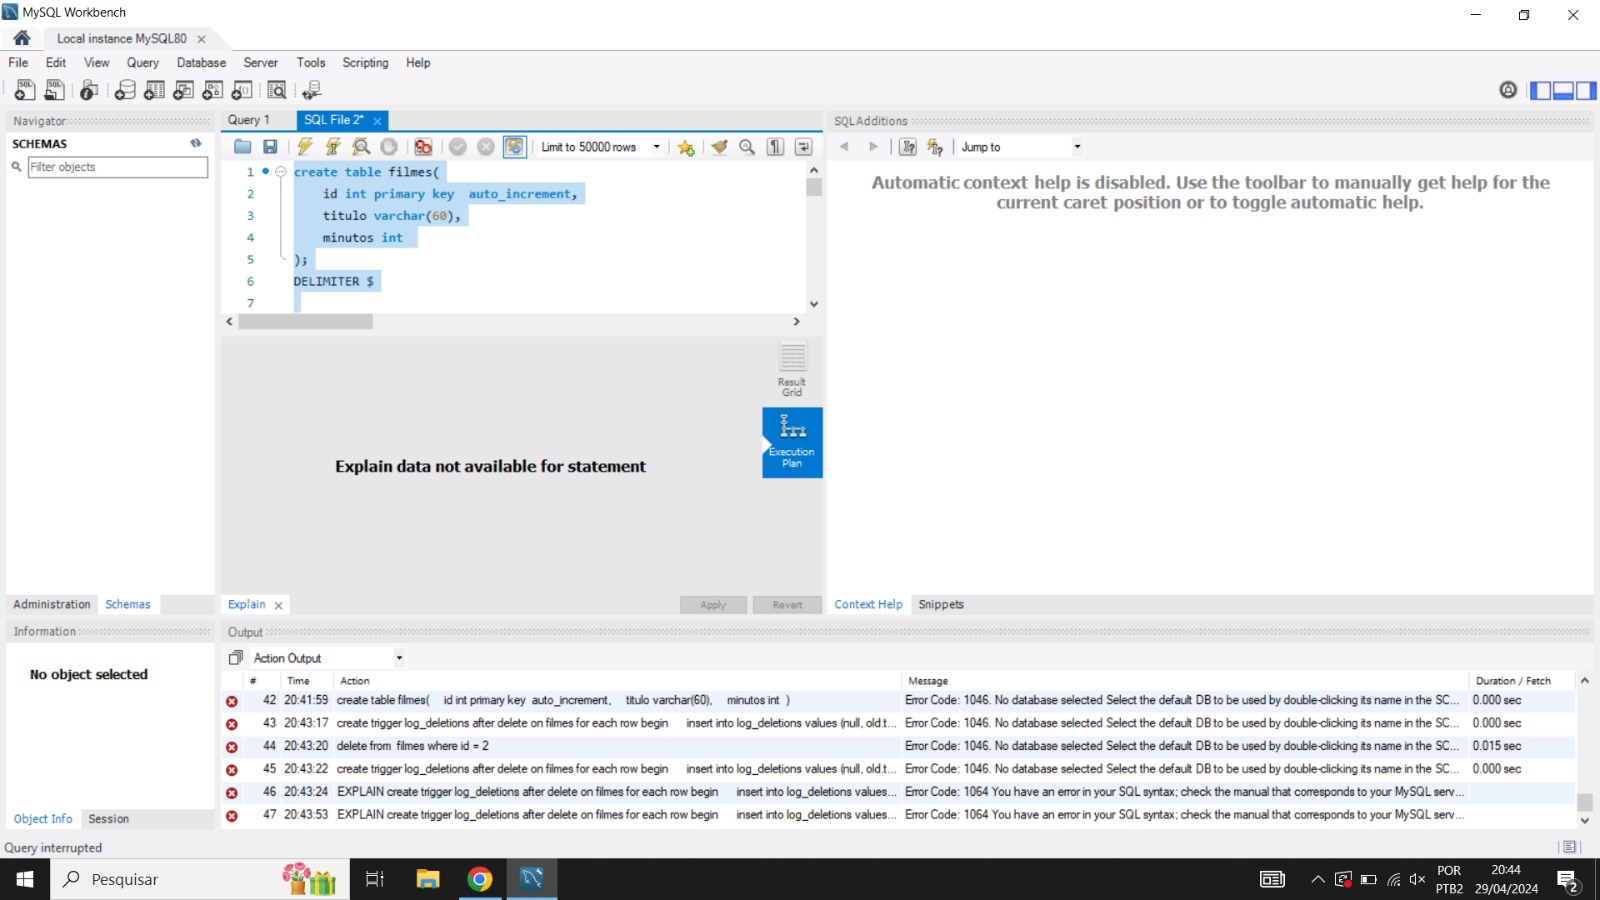 MySQL Workbench
Local instance MySQL80
File Edit View Query Database Server Tools Scripting Help
Navigator
SCHEMAS
Filter objects
Query 1
SQL File 2*
Limit to 50000 rows
1 create table filmes(
2 id int primary key auto_increment,
3 titulo varchar(60),
4 minutos int
5 );
6 DELIMITER $
7
Result
Grid
Execution
Plan
Explain data not available for statement
Explain
Apply
Revert
SQLAdditions
Jump to
Automatic context help is disabled. Use the toolbar to manually get help for the
current caret position or to toggle automatic help.
Context Help Snippets
Administration Schemas
Information
No object selected
Object Info Session
Output
Action Output
# Time Action Message Duration / Fetch
42 20:41:59 create table filmes( id int primary key auto_increment, titulo varchar(60), minutos int ) Error Code: 1046. No database selected Select the default DB to be used by double-clicking its name in the SC... 0.000 sec
43 20:43:17 create trigger log_deletions after delete on filmes for each row begin insert into log_deletions values (null, old.t... Error Code: 1046. No database selected Select the default DB to be used by double-clicking its name in the SC... 0.000 sec
44 20:43:20 delete from filmes where id = 2 Error Code: 1046. No database selected Select the default DB to be used by double-clicking its name in the SC... 0.015 sec
45 20:43:22 create trigger log_deletions after delete on filmes for each row begin insert into log_deletions values (null, old.t... Error Code: 1046. No database selected Select the default DB to be used by double-clicking its name in the SC... 0.000 sec
46 20:43:24 EXPLAIN create trigger log_deletions after delete on filmes for each row begin insert into log_deletions values... Error Code: 1064 You have an error in your SQL syntax; check the manual that corresponds to your MySQL serv...
47 20:43:53 EXPLAIN create trigger log_deletions after delete on filmes for each row begin insert into log_deletions values... Error Code: 1064 You have an error in your SQL syntax; check the manual that corresponds to your MySQL serv...
Query interrupted
Pesquisar
POR
PTB2
20:44
29/04/2024
2